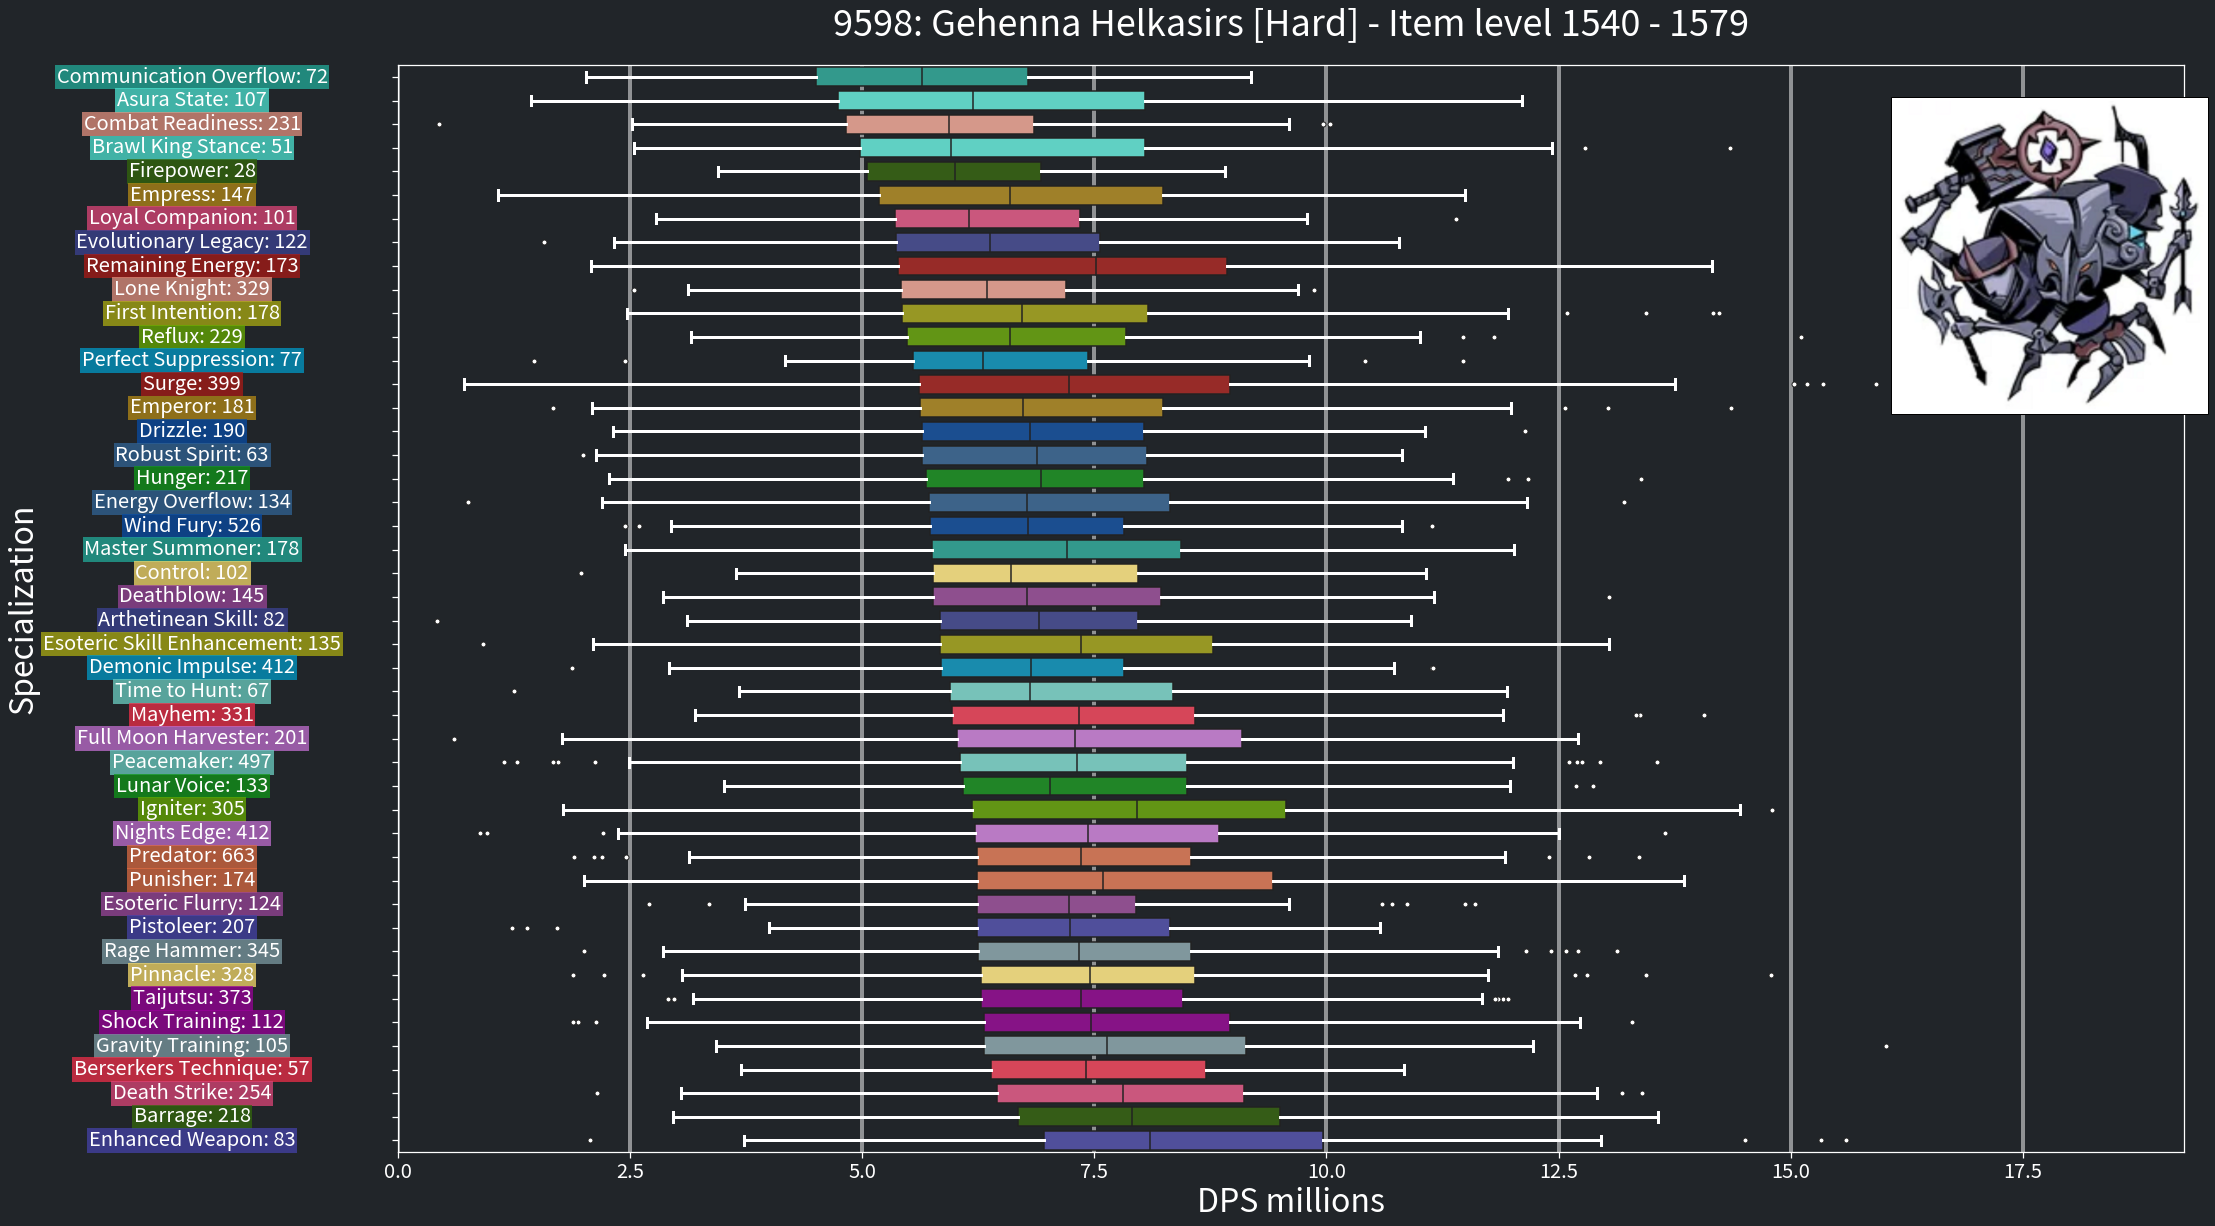 9598: Gehenna Helkasirs [Hard] - Item level 1540 - 1579
Specialization
Communication Overflow: 72
Asura State: 107
Combat Readiness: 231
Brawl King Stance: 51
Firepower: 28
Empress: 147
Loyal Companion: 101
Evolutionary Legacy: 122
Remaining Energy: 173
Lone Knight: 329
First Intention: 178
Reflux: 229
Perfect Suppression: 77
Surge: 399
Emperor: 181
Drizzle: 190
Robust Spirit: 63
Hunger: 217
Energy Overflow: 134
Wind Fury: 526
Master Summoner: 178
Control: 102
Deathblow: 145
Arthetinean Skill: 82
Esoteric Skill Enhancement: 135
Demonic Impulse: 412
Time to Hunt: 67
Mayhem: 331
Full Moon Harvester: 201
Peacemaker: 497
Lunar Voice: 133
Igniter: 305
Nights Edge: 412
Predator: 663
Punisher: 174
Esoteric Flurry: 124
Pistoleer: 207
Rage Hammer: 345
Pinnacle: 328
Taijutsu: 373
Shock Training: 112
Gravity Training: 105
Berserkers Technique: 57
Death Strike: 254
Barrage: 218
Enhanced Weapon: 83
0.0 2.5 5.0 7.5 10.0 12.5 15.0 17.5
DPS millions